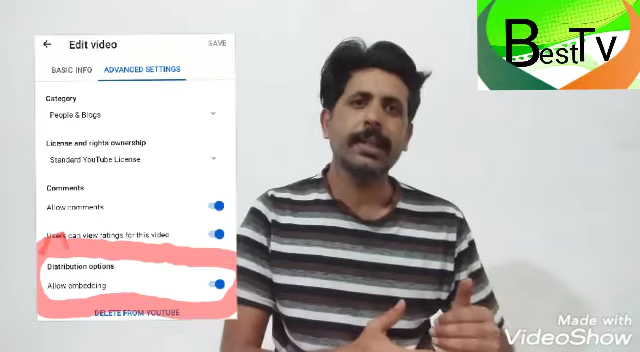 Edit video
SAVE
BASIC INFO
ADVANCED SETTINGS
Category
People & Blogs
License and rights ownership
Standard YouTube License
Comments
Allow comments
Users can view ratings for this video
Distribution options
Allow embedding
DELETE FROM YOUTUBE
BestTv
Made with
VideoShow